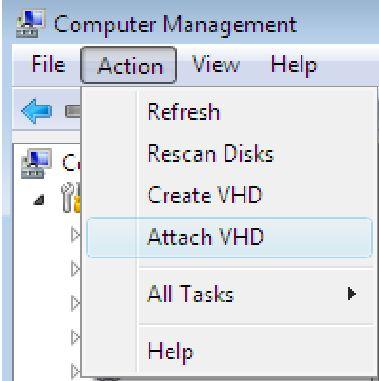 Computer Management
File Action View Help
Refresh
Rescan Disks
Create VHD
Attach VHD
All Tasks
Help